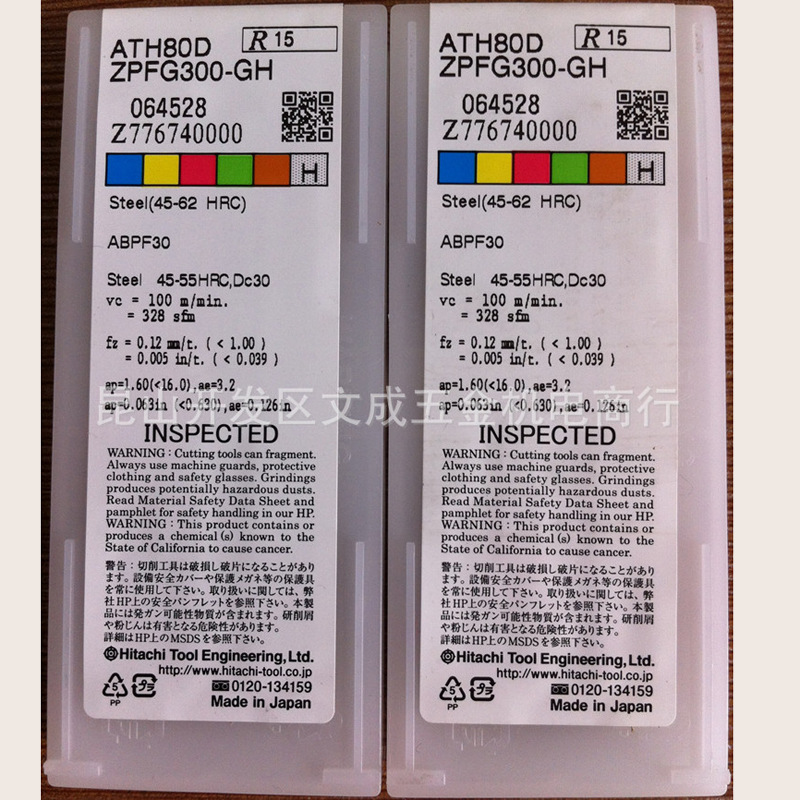 ATH80D
R 15
ZPFG300-GH
064528
Z776740000
H
Steel(45-62 HRC)
ABPF30
Steel 45-55HRC,Dc30
vc = 100 m/min.
= 328 sfm
fz = 0.12 mm/t. ( < 1.00 )
= 0.005 in/t. ( < 0.039 )
ap=1.60(<16.0),ae=3.2
ap=0.063in (<0.630),ae=0.126in
INSPECTED
WARNING : Cutting tools can fragment.
Always use machine guards, protective
clothing and safety glasses. Grindings
produces potentially hazardous dusts.
Read Material Safety Data Sheet and
pamphlet for safety handling in our HP.
WARNING : This product contains or
produces a chemical (s) known to the
State of California to cause cancer.
警告：切削工具は破損し破片になることがあり
ます。設備安全カバーや保護メガネ等の保護具
を常に使用して下さい。取り扱いに関しては、弊
社HP上の安全パンフレットを参照下さい。本製
品には発ガン可能性物質が含まれます。研削屑
や粉じんは有害となる危険性があります。
詳細はHP上のMSDSを参照下さい。
Hitachi Tool Engineering,Ltd.
http://www.hitachi-tool.co.jp
0120-134159
5
PP
プラ
Made in Japan
ATH80D
R 15
ZPFG300-GH
064528
Z776740000
H
Steel(45-62 HRC)
ABPF30
Steel 45-55HRC,Dc30
vc = 100 m/min.
= 328 sfm
fz = 0.12 mm/t. ( < 1.00 )
= 0.005 in/t. ( < 0.039 )
ap=1.60(<16.0),ae=3.2
ap=0.063in (<0.630),ae=0.126in
INSPECTED
WARNING : Cutting tools can fragment.
Always use machine guards, protective
clothing and safety glasses. Grindings
produces potentially hazardous dusts.
Read Material Safety Data Sheet and
pamphlet for safety handling in our HP.
WARNING : This product contains or
produces a chemical (s) known to the
State of California to cause cancer.
警告：切削工具は破損し破片になることがあり
ます。設備安全カバーや保護メガネ等の保護具
を常に使用して下さい。取り扱いに関しては、弊
社HP上の安全パンフレットを参照下さい。本製
品には発ガン可能性物質が含まれます。研削屑
や粉じんは有害となる危険性があります。
詳細はHP上のMSDSを参照下さい。
Hitachi Tool Engineering,Ltd.
http://www.hitachi-tool.co.jp
0120-134159
5
PP
プラ
Made in Japan
昆山开发区文成五金机电商行